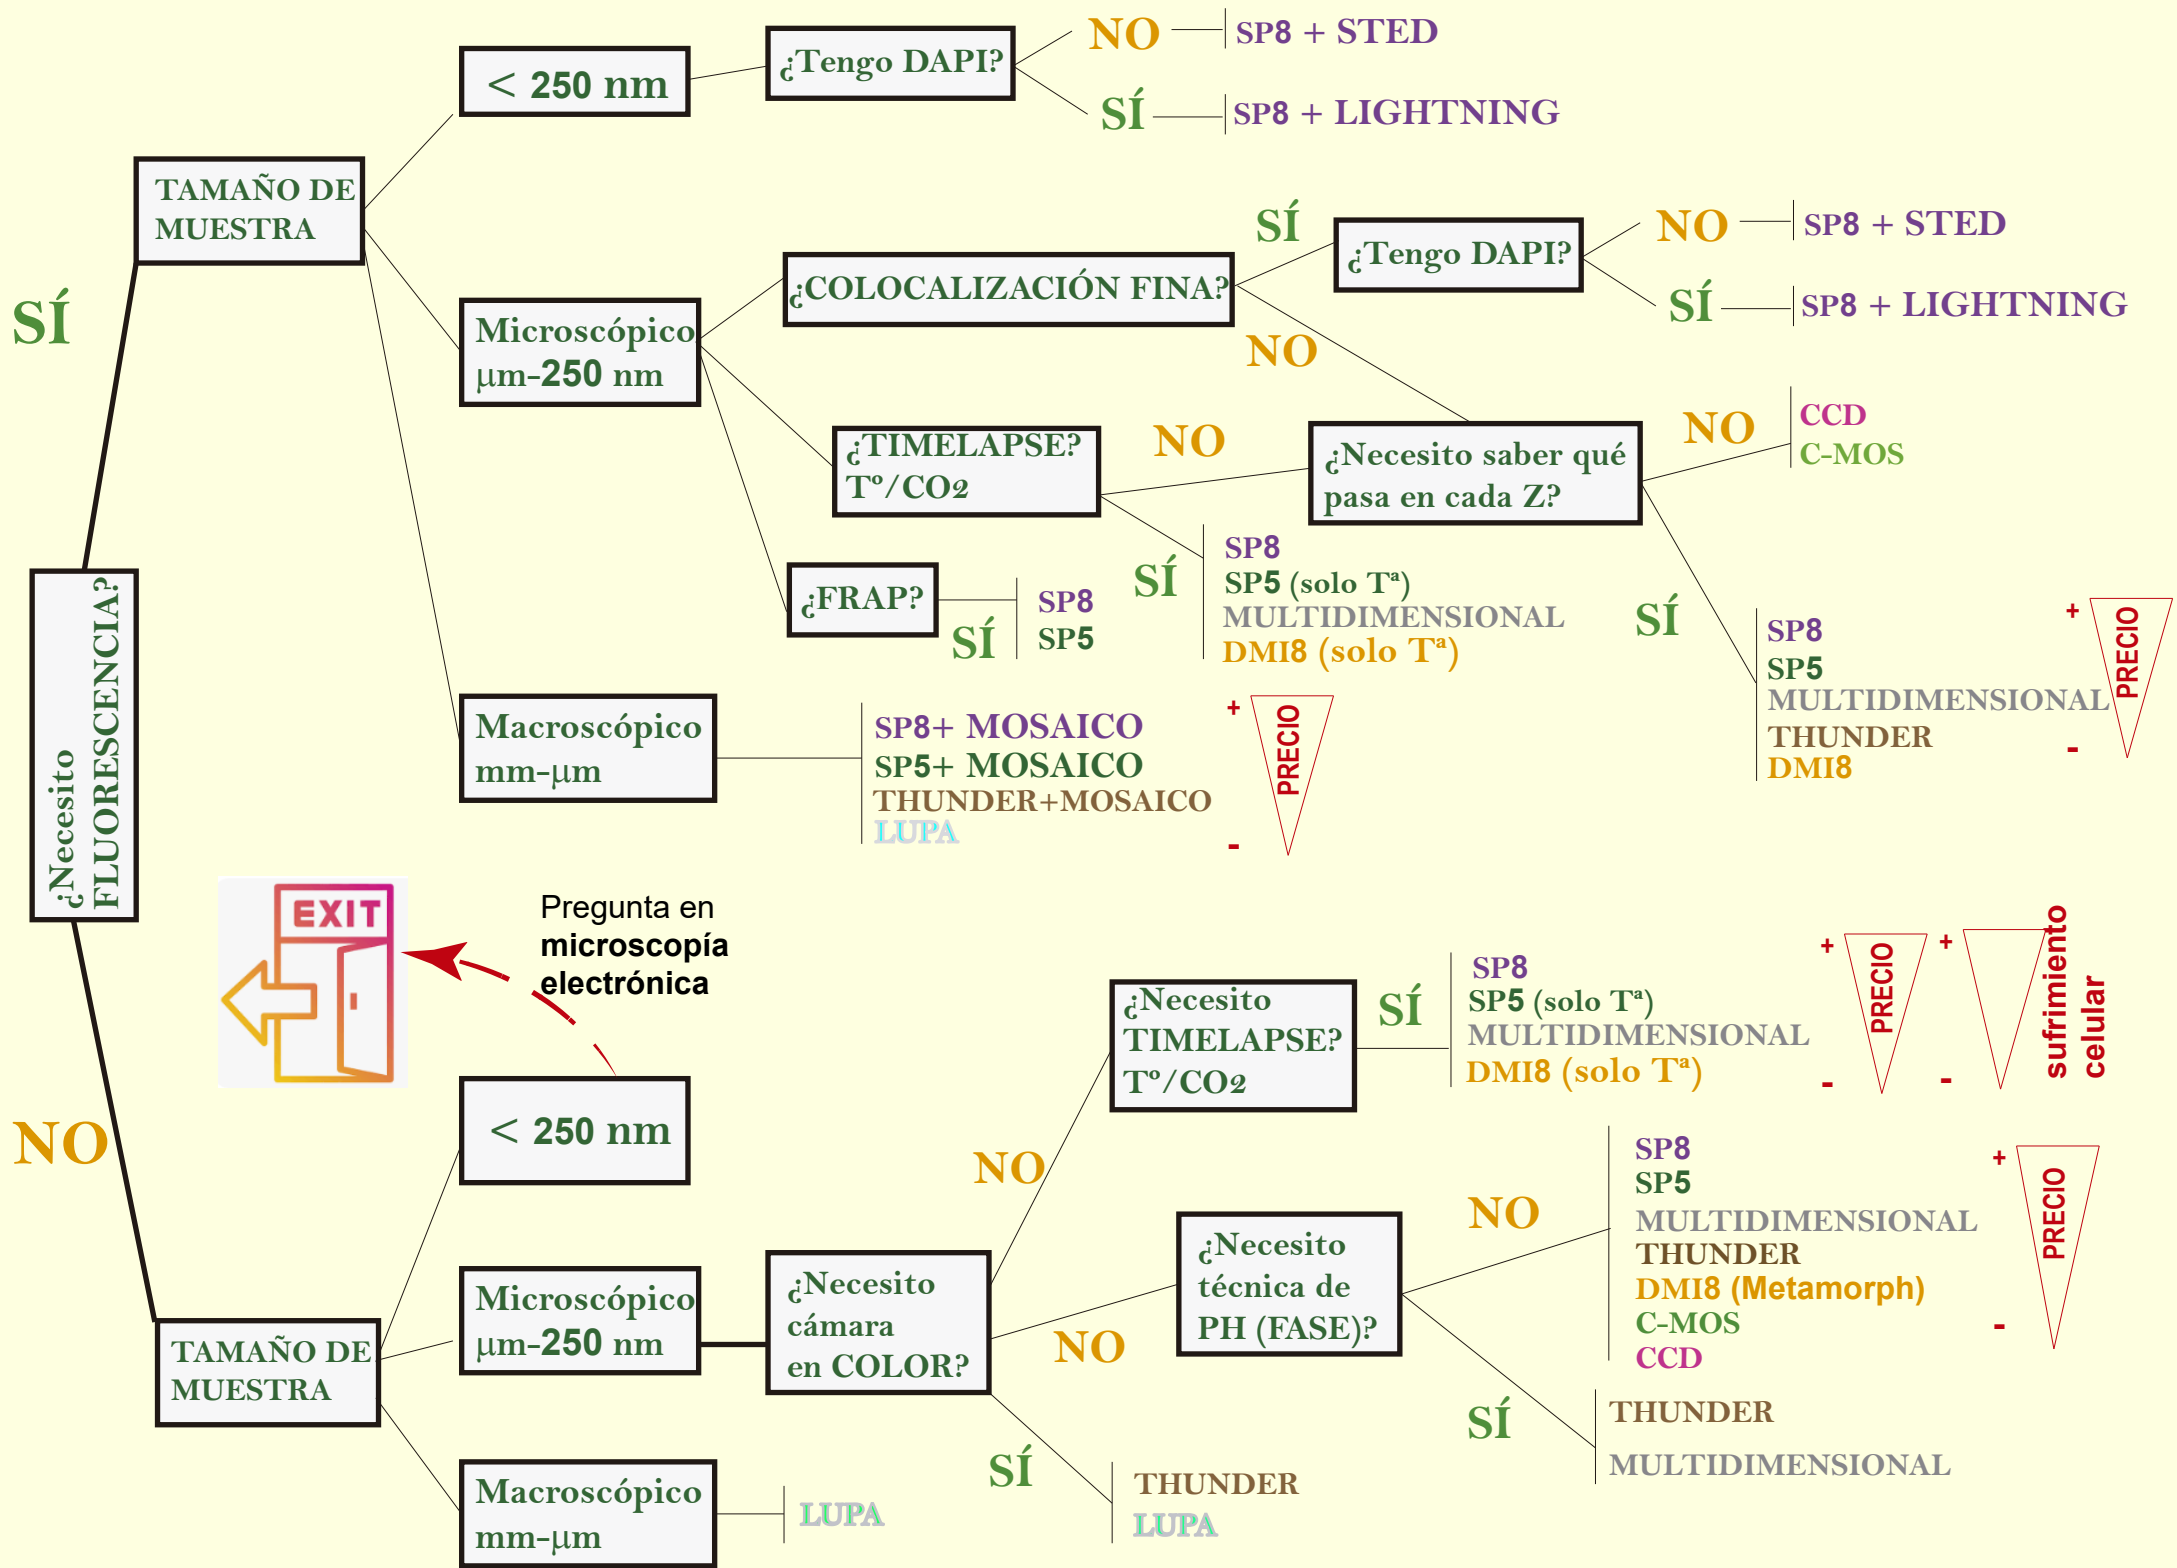 ¿Necesito
FLUORESCENCIA?
SÍ
TAMAÑO DE
MUESTRA
< 250 nm
¿Tengo DAPI?
NO
SP8 + STED
SÍ
SP8 + LIGHTNING
Microscópico
µm-250 nm
¿COLOCALIZACIÓN FINA?
SÍ
¿Tengo DAPI?
NO
SP8 + STED
SÍ
SP8 + LIGHTNING
NO
¿TIMELAPSE?
Tº/CO2
NO
¿Necesito saber qué
pasa en cada Z?
NO
CCD
C-MOS
SÍ
SP8
SP5
MULTIDIMENSIONAL
THUNDER
DMI8
+
PRECIO
-
SÍ
SP8
SP5 (solo Tª)
MULTIDIMENSIONAL
DMI8 (solo Tª)
¿FRAP?
SÍ
SP8
SP5
Macroscópico
mm-µm
SP8+ MOSAICO
SP5+ MOSAICO
THUNDER+MOSAICO
LUPA
+
PRECIO
-
NO
TAMAÑO DE
MUESTRA
< 250 nm
Pregunta en
microscopía
electrónica
EXIT
Microscópico
µm-250 nm
¿Necesito
cámara
en COLOR?
NO
¿Necesito
TIMELAPSE?
Tº/CO2
SÍ
SP8
SP5 (solo Tª)
MULTIDIMENSIONAL
DMI8 (solo Tª)
+
PRECIO
-
+
sufrimiento
celular
-
NO
¿Necesito
técnica de
PH (FASE)?
NO
SP8
SP5
MULTIDIMENSIONAL
THUNDER
DMI8 (Metamorph)
C-MOS
CCD
+
PRECIO
-
SÍ
THUNDER
MULTIDIMENSIONAL
SÍ
THUNDER
LUPA
Macroscópico
mm-µm
LUPA